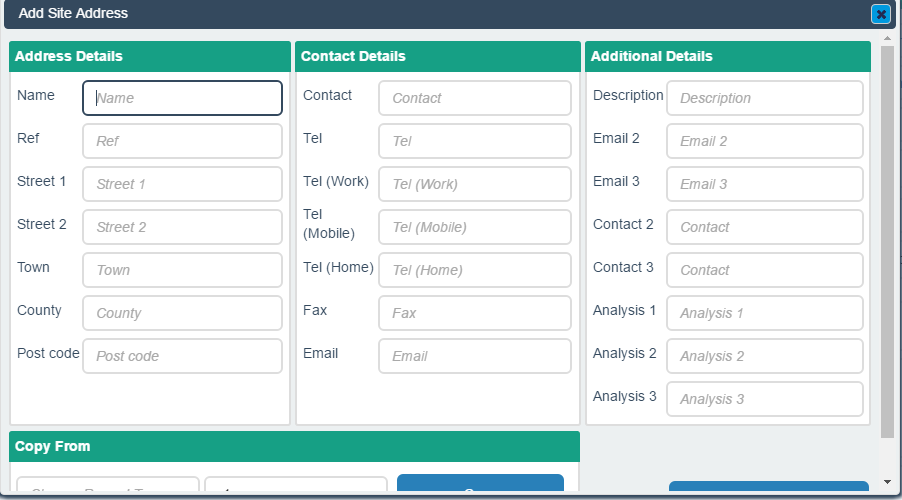 Add Site Address
Address Details
Name
Name
Ref
Ref
Street 1
Street 1
Street 2
Street 2
Town
Town
County
County
Post code
Post code
Contact Details
Contact
Contact
Tel
Tel
Tel (Work)
Tel (Work)
Tel
(Mobile)
Tel (Mobile)
Tel (Home)
Tel (Home)
Fax
Fax
Email
Email
Additional Details
Description
Description
Email 2
Email 2
Email 3
Email 3
Contact 2
Contact
Contact 3
Contact
Analysis 1
Analysis 1
Analysis 2
Analysis 2
Analysis 3
Analysis 3
Copy From